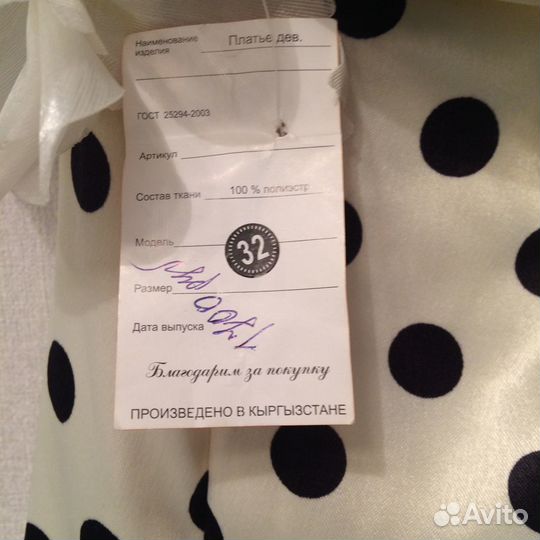 Наименование изделия Платье дев.
ГОСТ 25294-2003
Артикул
Состав ткани 100 % полиэстр
Модель
32
Размер
Дата выпуска
Благодарим за покупку
ПРОИЗВЕДЕНО В КЫРГЫЗСТАНЕ
Avito